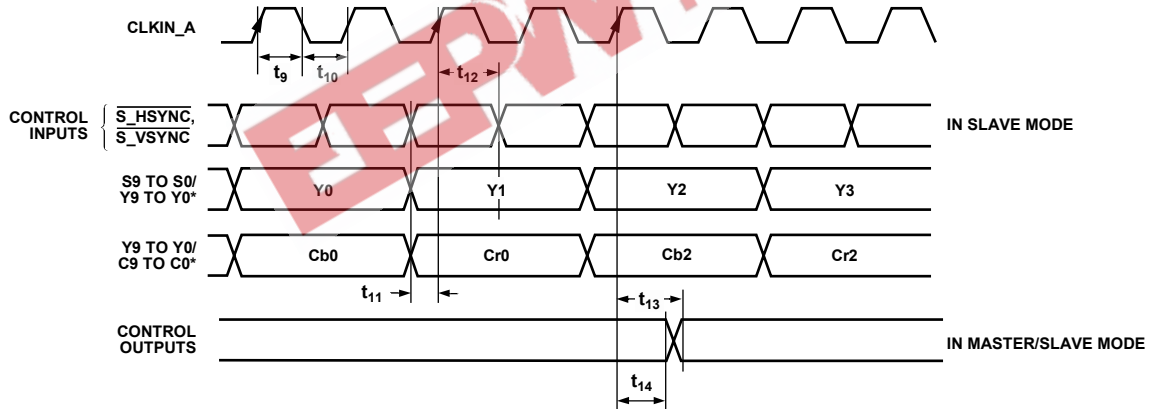 CLKIN_A
t9
t10
t12
CONTROL INPUTS
S_HSYNC,
S_VSYNC
IN SLAVE MODE
S9 TO S0/
Y9 TO Y0*
Y0
Y1
Y2
Y3
Y9 TO Y0/
C9 TO C0*
Cb0
Cr0
Cb2
Cr2
t11
t13
CONTROL
OUTPUTS
IN MASTER/SLAVE MODE
t14